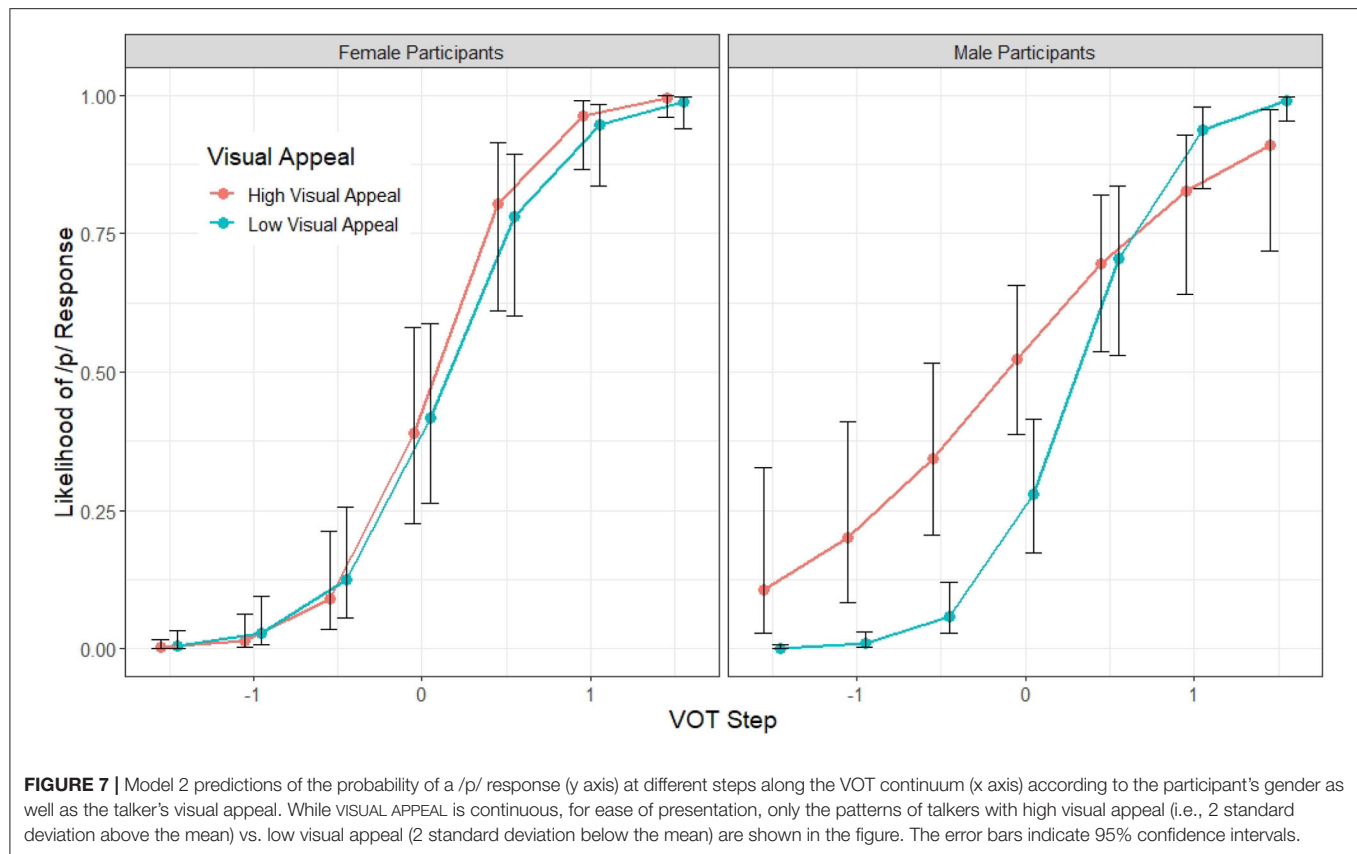 Female Participants
Male Participants
1.00
0.75
0.50
0.25
0.00
Likelihood of /p/ Response
Visual Appeal
High Visual Appeal
Low Visual Appeal
-1
0
1
-1
0
1
VOT Step
FIGURE 7 | Model 2 predictions of the probability of a /p/ response (y axis) at different steps along the VOT continuum (x axis) according to the participant's gender as
well as the talker's visual appeal. While VISUAL APPEAL is continuous, for ease of presentation, only the patterns of talkers with high visual appeal (i.e., 2 standard
deviation above the mean) vs. low visual appeal (2 standard deviation below the mean) are shown in the figure. The error bars indicate 95% confidence intervals.